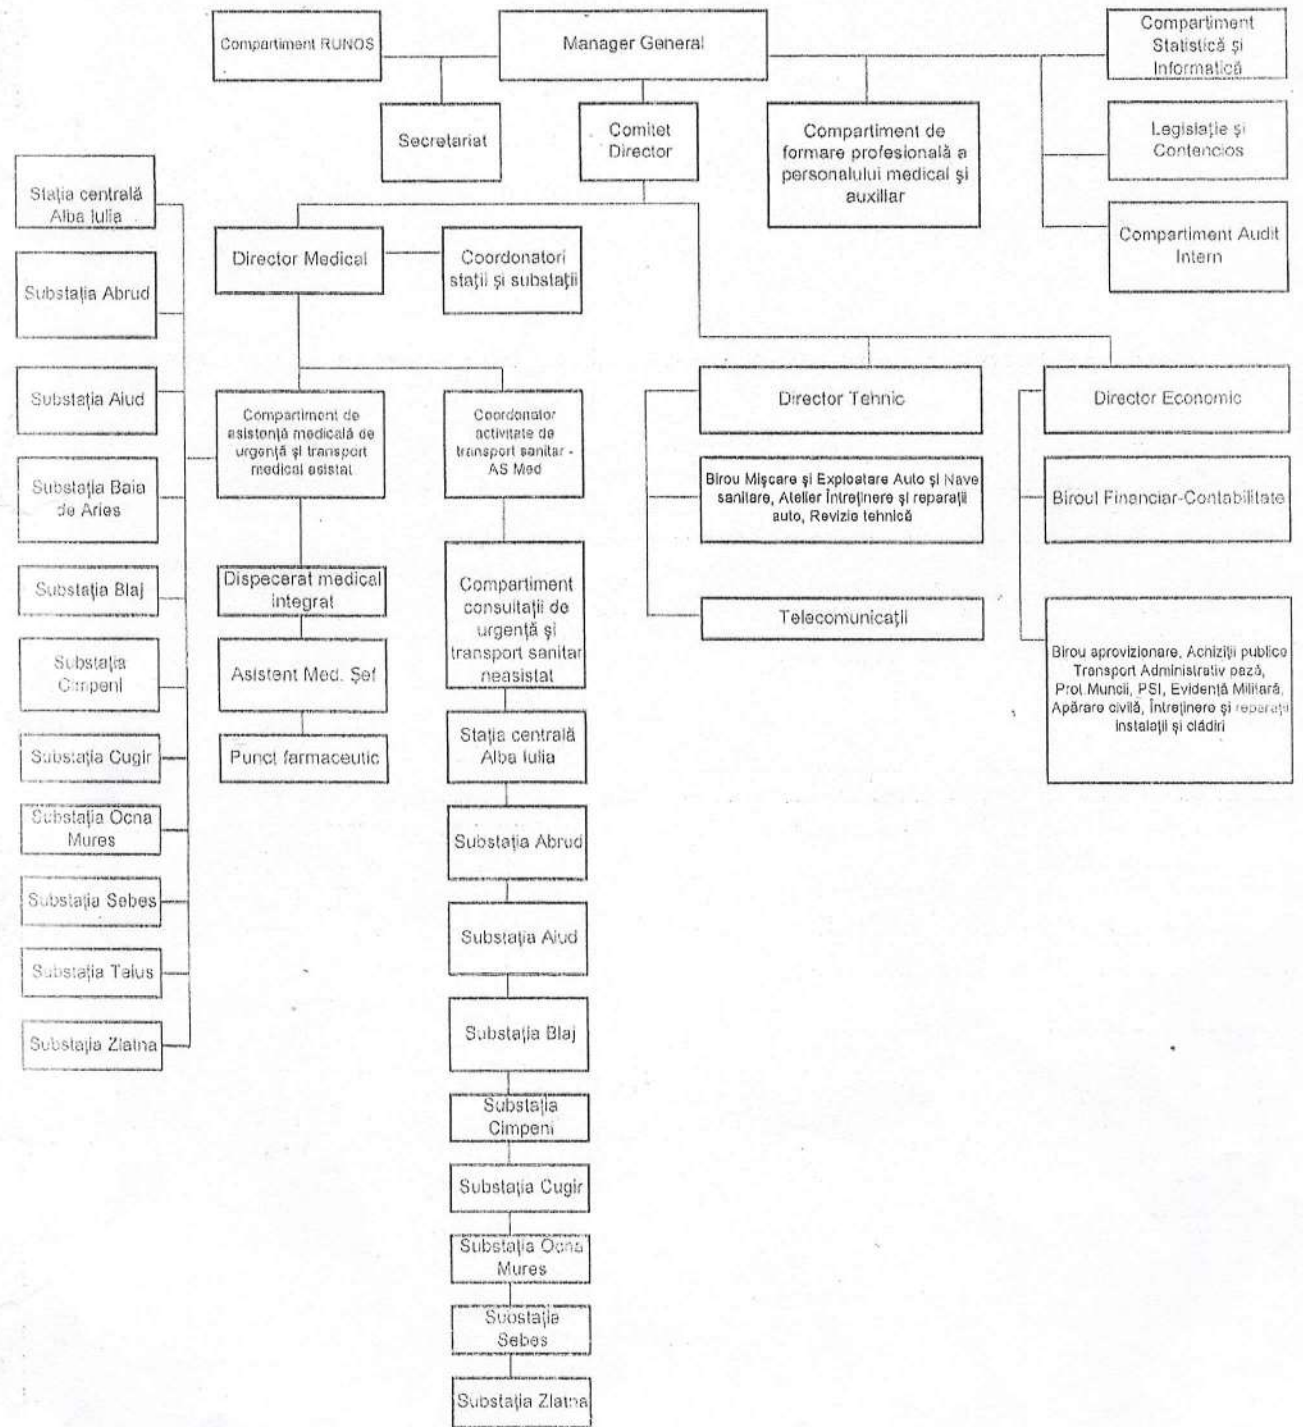 Compartiment RUNOS
Manager General
Compartiment
Statistică și
Informatică
Secretariat
Comitet
Director
Compartiment de
formare profesională a
personalului medical și
auxiliar
Legislație și
Contencios
Compartiment Audit
Intern
Stația centrală
Alba Iulia
Substația Abrud
Substația Aiud
Substația Baia
de Aries
Substația Blaj
Substația
Cimpeni
Substația Cugir
Substația Ocna
Mures
Substația Sebes
Substația Teius
Substația Zlatna
Director Medical
Coordonatori
stații și substații
Compartiment de
asistență medicală de
urgență și transport
medical asistat
Coordonator
activitate de
transport sanitar -
AS Med
Dispecerat medical
integrat
Asistent Med. Șef
Punct farmaceutic
Compartiment
consultații de
urgență și
transport sanitar
neasistat
Stația centrală
Alba Iulia
Substația Abrud
Substația Aiud
Substația Blaj
Substația
Cimpeni
Substația Cugir
Substația Ocna
Mures
Substația
Sebes
Substația Zlatna
Director Tehnic
Birou Mișcare și Exploatare Auto și Nave
sanitare, Atelier Întreținere și reparații
auto, Revizie tehnică
Telecomunicații
Director Economic
Biroul Financiar-Contabilitate
Birou aprovizionare, Achiziții publice
Transport Administrativ pază,
Prot.Muncii, PSI, Evidență Militară,
Apărare civilă, Întreținere și reparații
instalații și clădiri